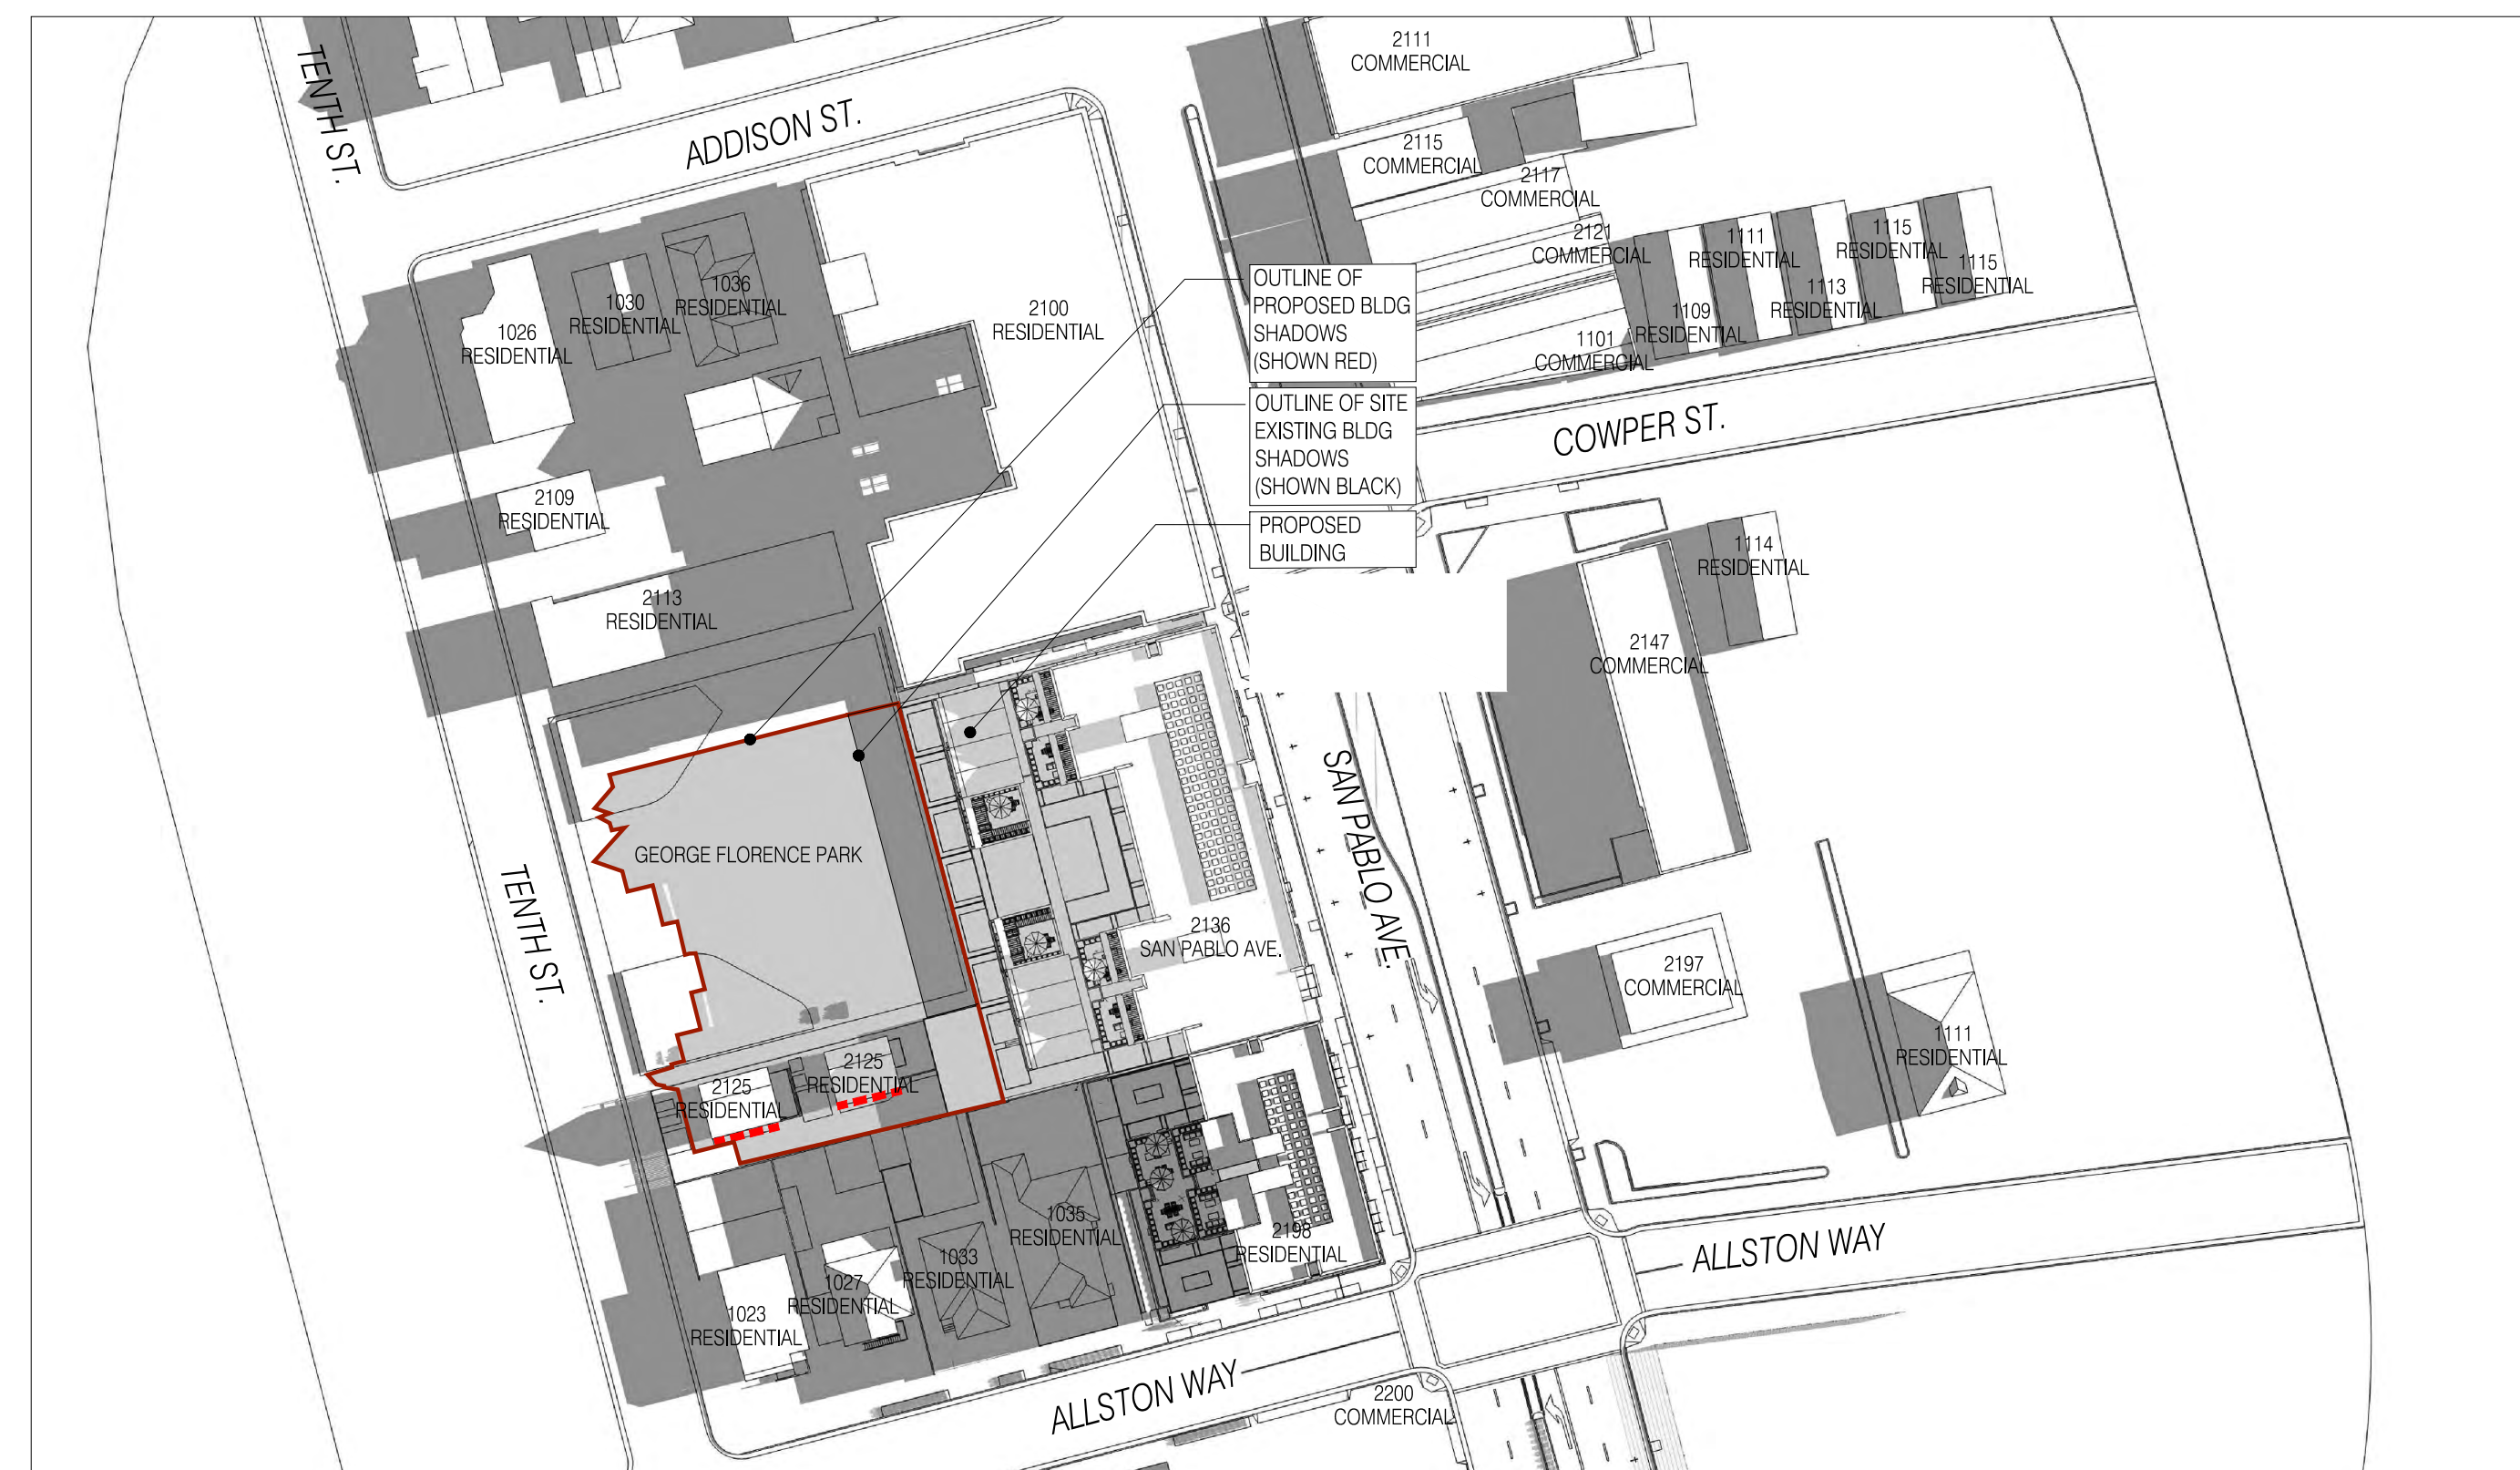 TENTH ST.
ADDISON ST.
2111
COMMERCIAL
2115
COMMERCIAL
2117
COMMERCIAL
2121
COMMERCIAL
1111
RESIDENTIAL
1115
RESIDENTIAL
1115
RESIDENTIAL
1113
RESIDENTIAL
1109
RESIDENTIAL
1101
COMMERCIAL
1026
RESIDENTIAL
1030
RESIDENTIAL
1036
RESIDENTIAL
2100
RESIDENTIAL
OUTLINE OF
PROPOSED BLDG
SHADOWS
(SHOWN RED)
OUTLINE OF SITE
EXISTING BLDG
SHADOWS
(SHOWN BLACK)
PROPOSED
BUILDING
COWPER ST.
2109
RESIDENTIAL
2113
RESIDENTIAL
1114
RESIDENTIAL
2147
COMMERCIAL
GEORGE FLORENCE PARK
TENTH ST.
SAN PABLO AVE.
2136
SAN PABLO AVE.
2197
COMMERCIAL
1111
RESIDENTIAL
2125
RESIDENTIAL
2125
RESIDENTIAL
1035
RESIDENTIAL
2198
RESIDENTIAL
1033
RESIDENTIAL
1027
RESIDENTIAL
1023
RESIDENTIAL
ALLSTON WAY
ALLSTON WAY
2200
COMMERCIAL